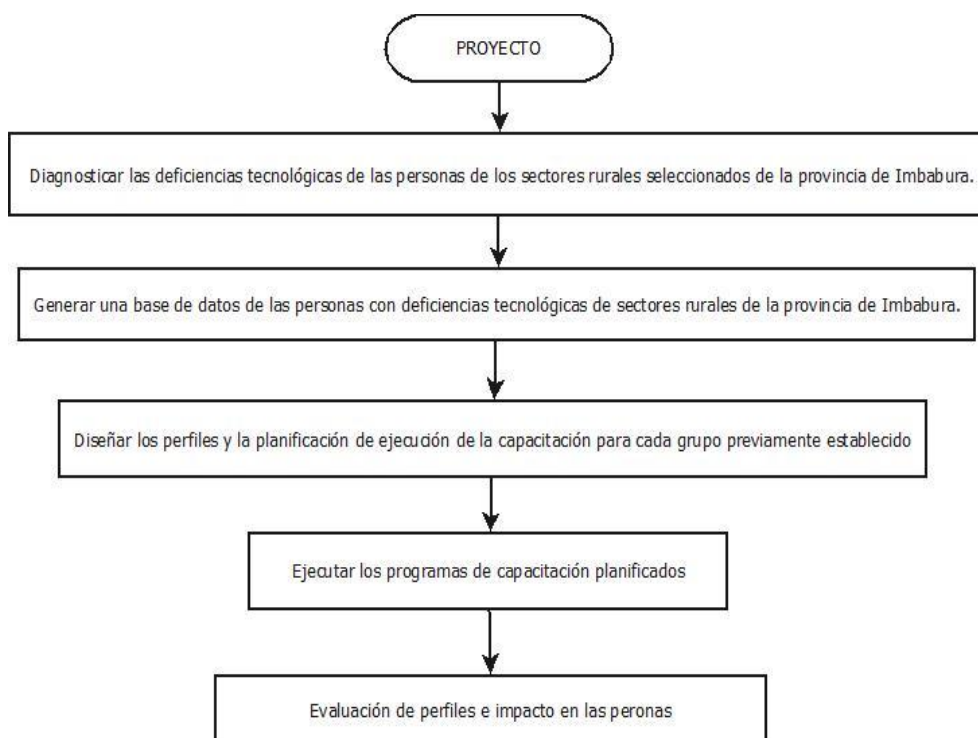 PROYECTO
Diagnosticar las deficiencias tecnológicas de las personas de los sectores rurales seleccionados de la provincia de Imbabura.
Generar una base de datos de las personas con deficiencias tecnológicas de sectores rurales de la provincia de Imbabura.
Diseñar los perfiles y la planificación de ejecución de la capacitación para cada grupo previamente establecido
Ejecutar los programas de capacitación planificados
Evaluación de perfiles e impacto en las peronas